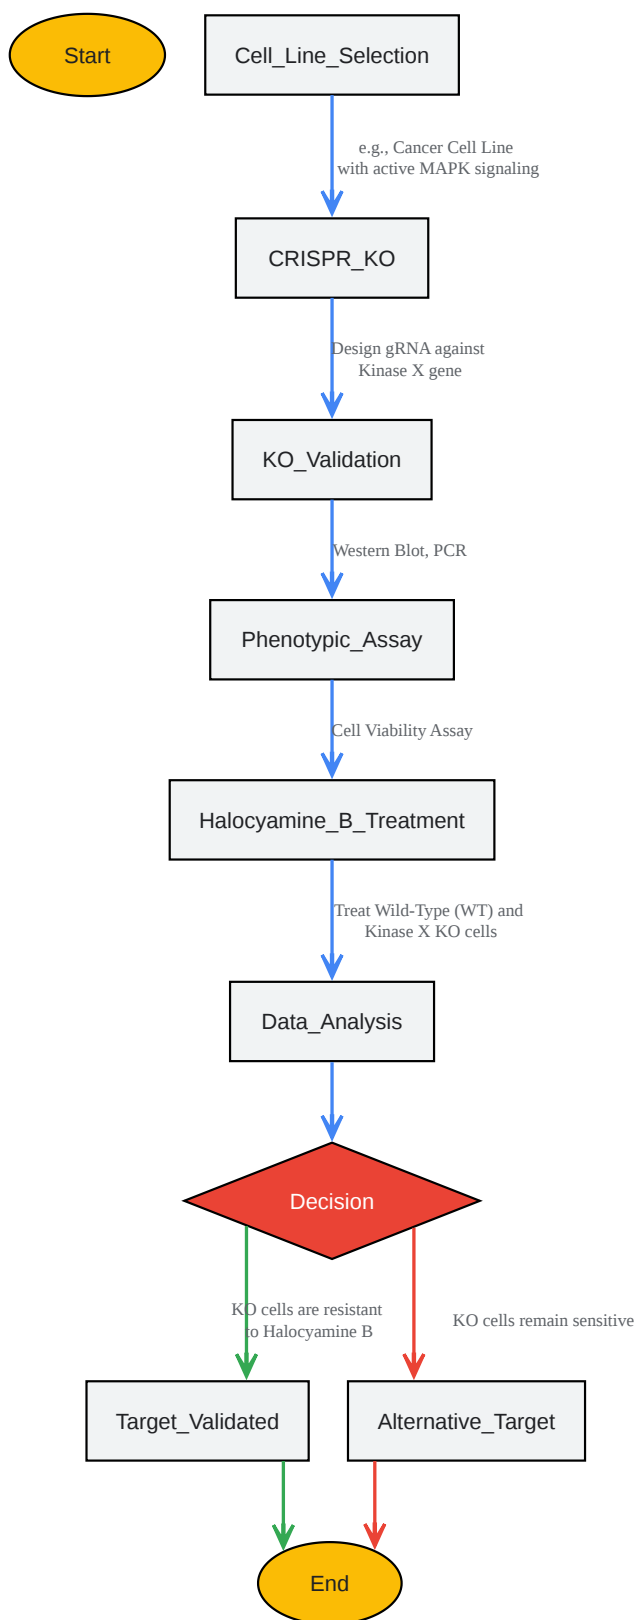 Start
Cell_Line_Selection
e.g., Cancer Cell Line
with active MAPK signaling
CRISPR_KO
Design gRNA against
Kinase X gene
KO_Validation
Western Blot, PCR
Phenotypic_Assay
Cell Viability Assay
Halocyamine_B_Treatment
Treat Wild-Type (WT) and
Kinase X KO cells
Data_Analysis
Decision
KO cells are resistant
to Halocyamine B
KO cells remain sensitive
Target_Validated
Alternative_Target
End